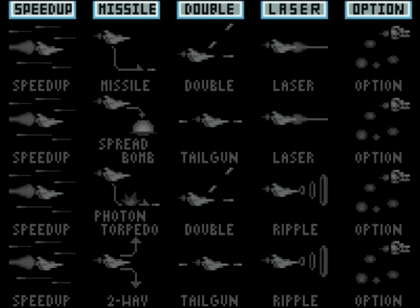 SPEEDUP MISSILE DOUBLE LASER OPTION
SPEEDUP MISSILE DOUBLE LASER OPTION
SPREAD
SPEEDUP BOMB TAILGUN LASER OPTION
PHOTON
SPEEDUP TORPEDO DOUBLE RIPPLE OPTION
SPEEDUP 2-WAY TAILGUN RIPPLE OPTION